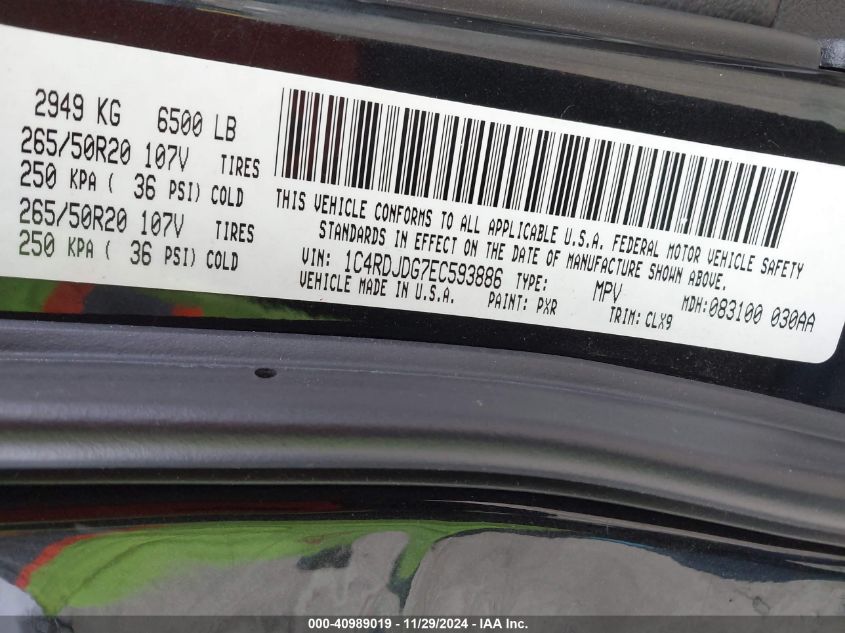 2949 KG 6500 LB
265/50R20 107V TIRES
250 KPA ( 36 PSI) COLD
265/50R20 107V TIRES
250 KPA ( 36 PSI) COLD
THIS VEHICLE CONFORMS TO ALL APPLICABLE U.S.A. FEDERAL MOTOR VEHICLE SAFETY
STANDARDS IN EFFECT ON THE DATE OF MANUFACTURE SHOWN ABOVE.
VIN: 1C4RDJDG7EC593886 TYPE: MPV MDH:083100 030AA
VEHICLE MADE IN U.S.A. PAINT: PXR TRIM: CLX9
000-40989019 - 11/29/2024 - IAA Inc.